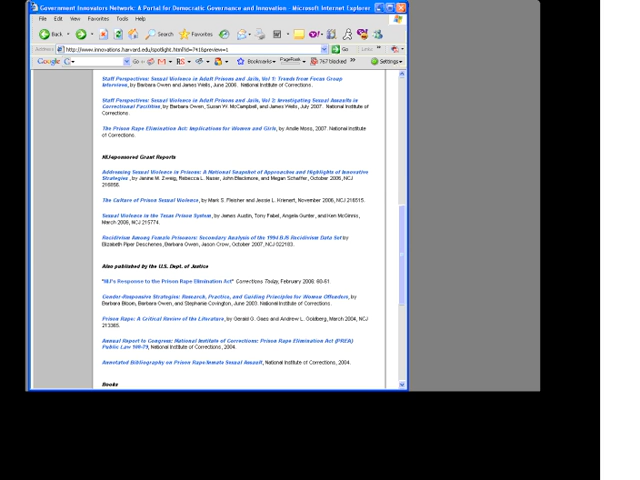 Government Innovators Network: A Portal for Democratic Governance and Innovation - Microsoft Internet Explorer
File Edit View Favorites Tools Help
Back Search Favorites
Address http://www.innovations.harvard.edu/spotlight. Go Links
Google Go Bookmarks PageRank 767 blocked Settings
Staff Perspectives: Sexual Violence in Adult Prisons and Jails, Vol 1: Trends from Focus Group
Interviews, by Barbara Owen and James Wells, June 2006. National Institute of Corrections.
Staff Perspectives: Sexual Violence in Adult Prisons and Jails, Vol 2: Investigating Sexual Assaults in
Correctional Facilities, by Barbara Owen, Susan W. McCampbell, and James Wells, July 2007. National Institute of
Corrections.
The Prison Rape Elimination Act: Implications for Women and Girls, by Moss, 2007. National Institute
of Corrections.
NIJ-sponsored Grant Reports
Addressing Sexual Violence in Prisons: A National Snapshot of Approaches and Highlights of Innovative
Strategies, by Janine M. Zweig, Rebecca L. Naser, John Blackmore, and Megan Schaffer, October 2006, NCJ
216856.
The Culture of Prison Sexual Violence, by Mark S. Fleisher and Jessie L. Krienert, November 2006, NCJ 216515.
Sexual Violence in the Texas Prison System, by James Austin, Tony Fabelo, Angela Gunter, and Ken McGinnis,
March 2006, NCJ 215774.
Recidivism Among Female Prisoners: Secondary Analysis of the 1994 BJS Recidivism Data Set by
Elizabeth Piper Deschenes, Barbara Owen, Jason Crow, October 2007, NCJ
Also published by the U.S. Dept. of Justice
"NIJ's Response to the Prison Rape Elimination Act" Corrections Today, February 2006: 60-61.
Gender-Responsive Strategies: Research, Practice, and Guiding Principles for Women Offenders, by
Barbara Bloom, Barbara Owen, and Stephanie Covington, June 2003. National Institute of Corrections.
Prison Rape: A Critical Review of the Literature, by Gerald G. Gaes and Andrew L. Goldberg, March 2004, NCJ
213365.
Annual Report to Congress: National Institute of Corrections: Prison Rape Elimination Act (PREA)
Public Law 108-79, National Institute of Corrections, 2004.
Annotated Bibliography on Prison/Inmate Sexual Assault, National Institute of Corrections, 2004.
Books